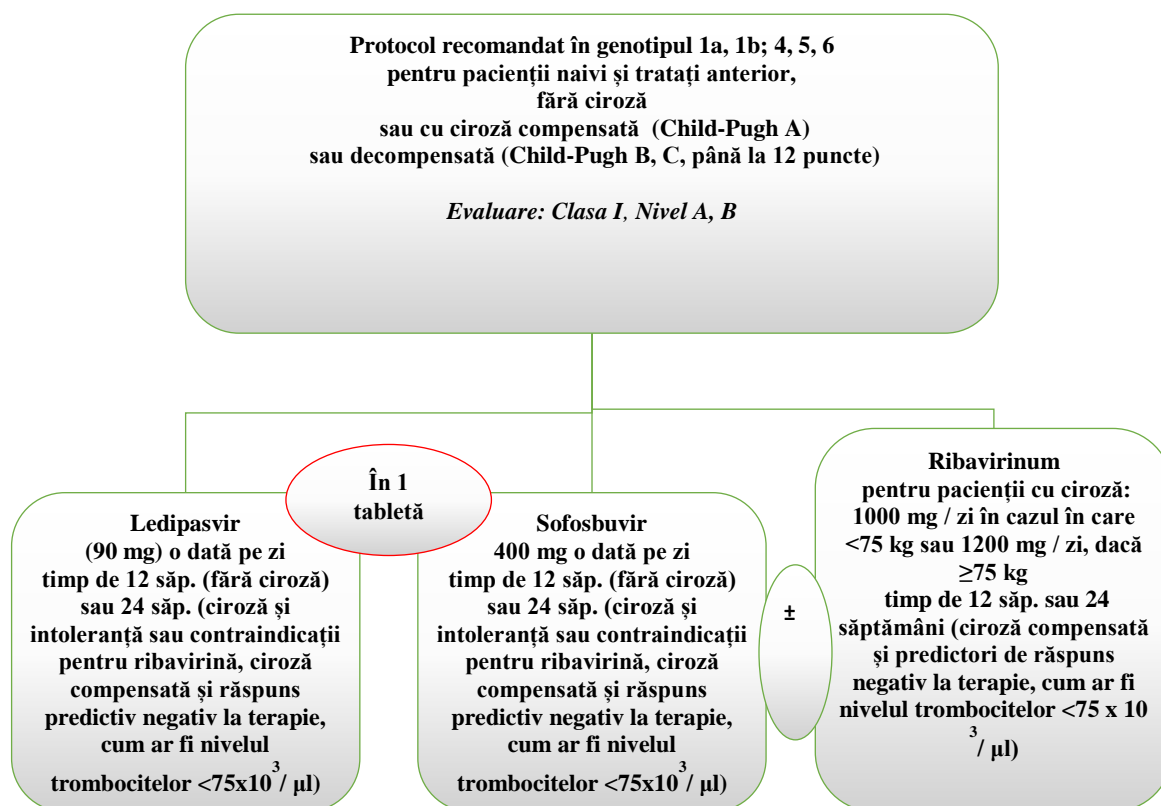 Protocol recomandat în genotipul 1a, 1b; 4, 5, 6
pentru pacienții naivi și tratați anterior,
fără ciroză
sau cu ciroză compensată (Child-Pugh A)
sau decompensată (Child-Pugh B, C, până la 12 puncte)
Evaluare: Clasa I, Nivel A, B
În 1
tabletă
Ledipasvir
(90 mg) o dată pe zi
timp de 12 săp. (fără ciroză)
sau 24 săp. (ciroză și
intoleranță sau contraindicații
pentru ribavirină, ciroză
compensată și răspuns
predictiv negativ la terapie,
cum ar fi nivelul
trombocitelor <75x10³/ μl)
Sofosbuvir
400 mg o dată pe zi
timp de 12 săp. (fără ciroză)
sau 24 săp. (ciroză și
intoleranță sau contraindicații
pentru ribavirină, ciroză
compensată și răspuns
predictiv negativ la terapie,
cum ar fi nivelul
trombocitelor <75x10³/ μl)
±
Ribavirinum
pentru pacienții cu ciroză:
1000 mg / zi în cazul în care
<75 kg sau 1200 mg / zi, dacă
≥75 kg
timp de 12 săp. sau 24
săptămâni (ciroză compensată
și predictori de răspuns
negativ la terapie, cum ar fi
nivelul trombocitelor <75 x 10
³/ μl)